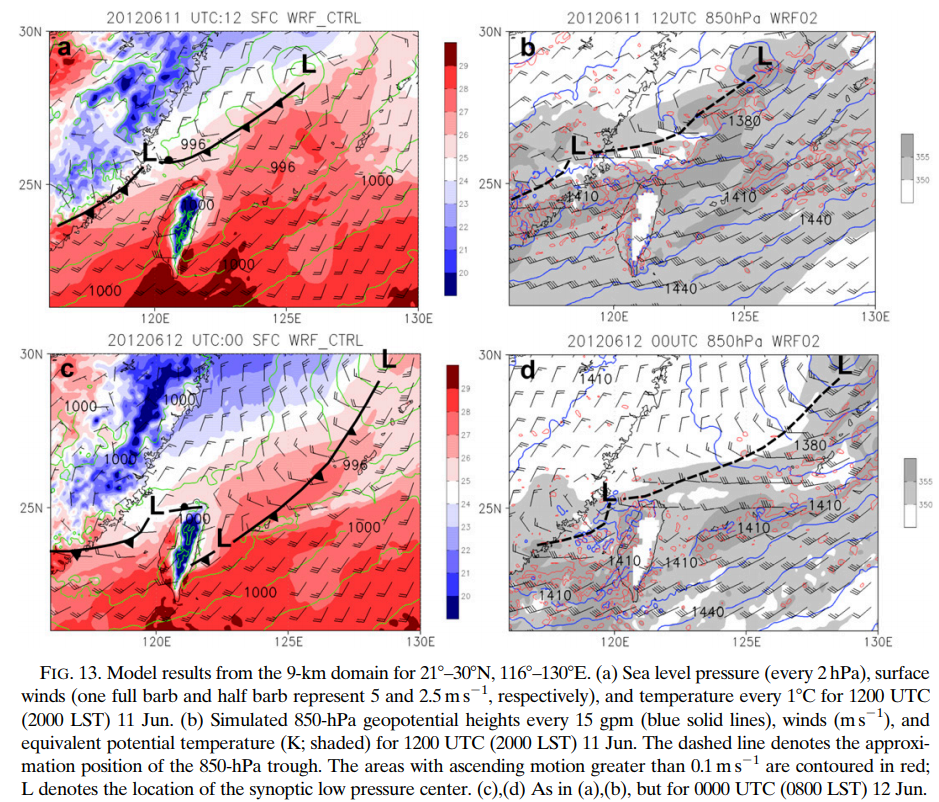 20120611 UTC:12 SFC WRF_CTRL
30N
a
L
996
L
996
25N
1000
1000
1000
1000
120E
125E
130E
29
28
27
26
25
24
23
22
21
20
20120611 12UTC 850hPa WRF02
30N
b
L
1380
L
25N
1410
1410
1440
1440
120E
125E
130E
355
350
20120612 UTC:00 SFC WRF_CTRL
30N
c
L
1000
1000
1000
996
L
25N
1000
1000
L
1000
120E
125E
130E
29
28
27
26
25
24
23
22
21
20
20120612 00UTC 850hPa WRF02
30N
d
L
1410
1380
L
25N
1410
1410
1410
1410
1440
120E
125E
130E
355
350
FIG. 13. Model results from the 9-km domain for 21°–30°N, 116°–130°E. (a) Sea level pressure (every 2 hPa), surface
winds (one full barb and half barb represent 5 and 2.5 m s⁻¹, respectively), and temperature every 1°C for 1200 UTC
(2000 LST) 11 Jun. (b) Simulated 850-hPa geopotential heights every 15 gpm (blue solid lines), winds (m s⁻¹), and
equivalent potential temperature (K; shaded) for 1200 UTC (2000 LST) 11 Jun. The dashed line denotes the approxi-
mation position of the 850-hPa trough. The areas with ascending motion greater than 0.1 m s⁻¹ are contoured in red;
L denotes the location of the synoptic low pressure center. (c),(d) As in (a),(b), but for 0000 UTC (0800 LST) 12 Jun.